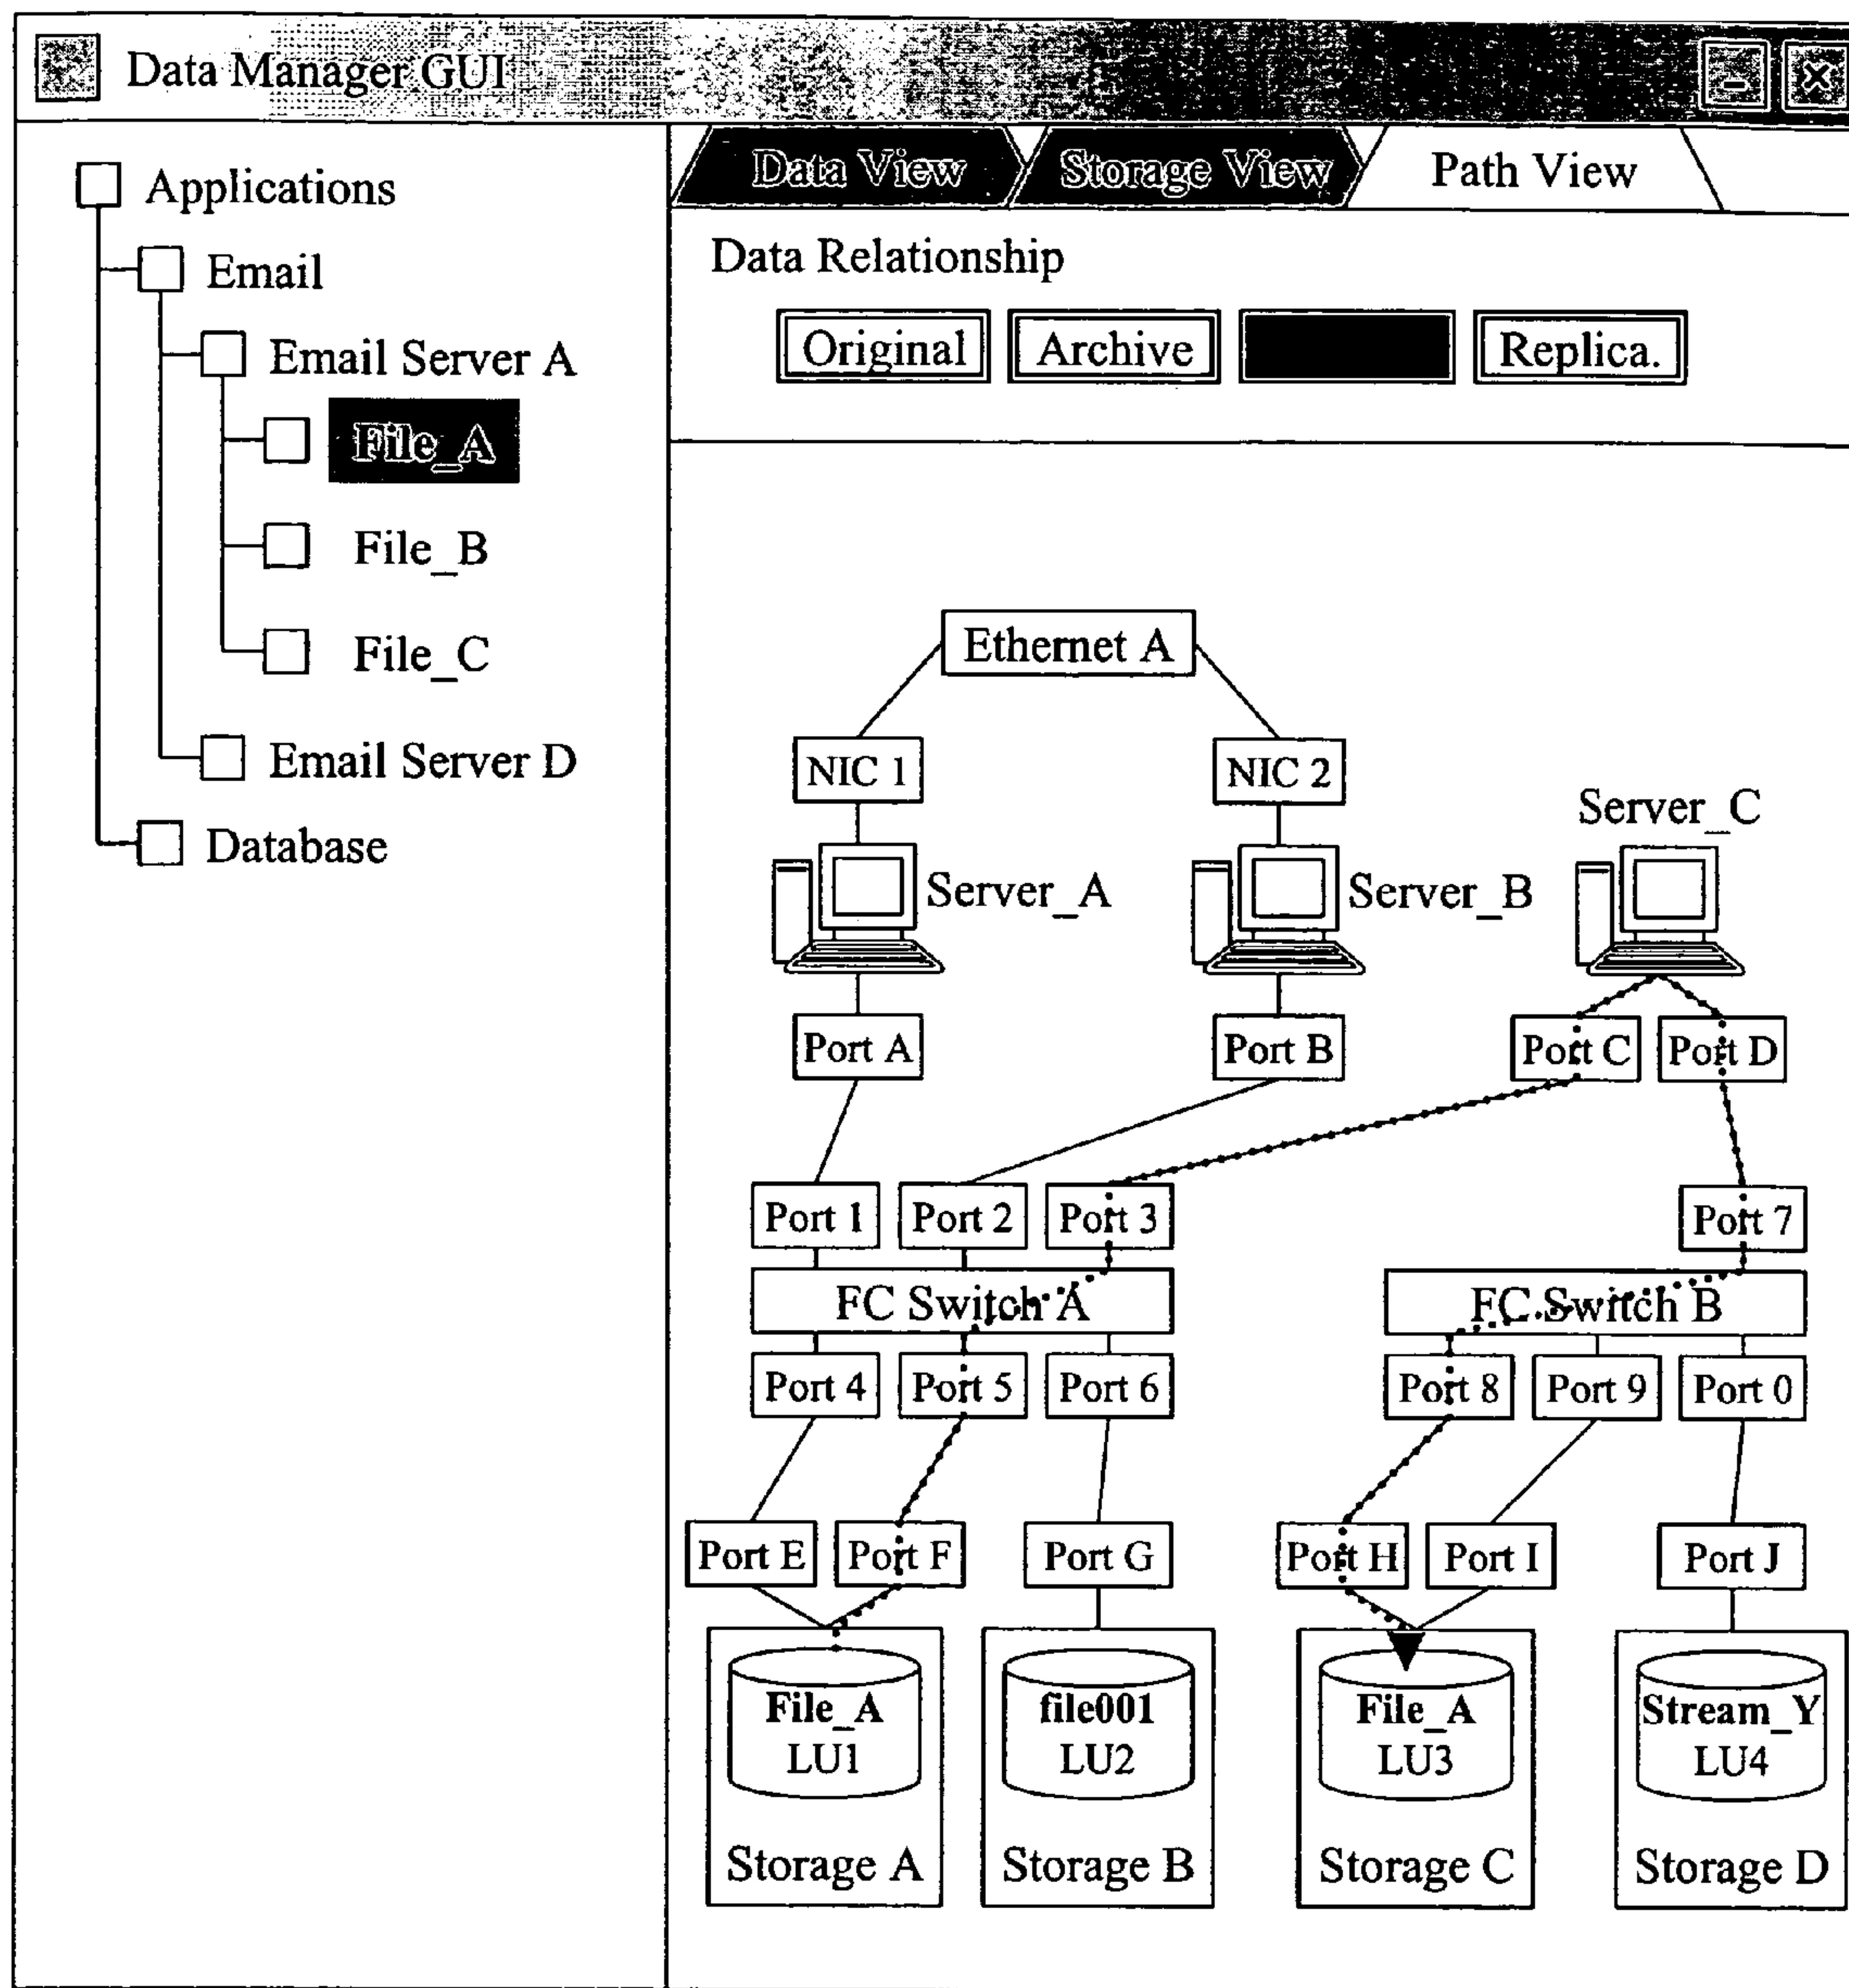 Data Manager GUI
Applications
Email
Email Server A
File_A
File_B
File_C
Email Server D
Database
Data View
Storage View
Path View
Data Relationship
Original
Archive
Replica.
Ethernet A
NIC 1
NIC 2
Server_C
Server_A
Server_B
Port A
Port B
Port C
Port D
Port 1
Port 2
Port 3
Port 7
FC Switch A
FC Switch B
Port 4
Port 5
Port 6
Port 8
Port 9
Port 0
Port E
Port F
Port G
Port H
Port I
Port J
File_A
LU1
file001
LU2
File_A
LU3
Stream_Y
LU4
Storage A
Storage B
Storage C
Storage D